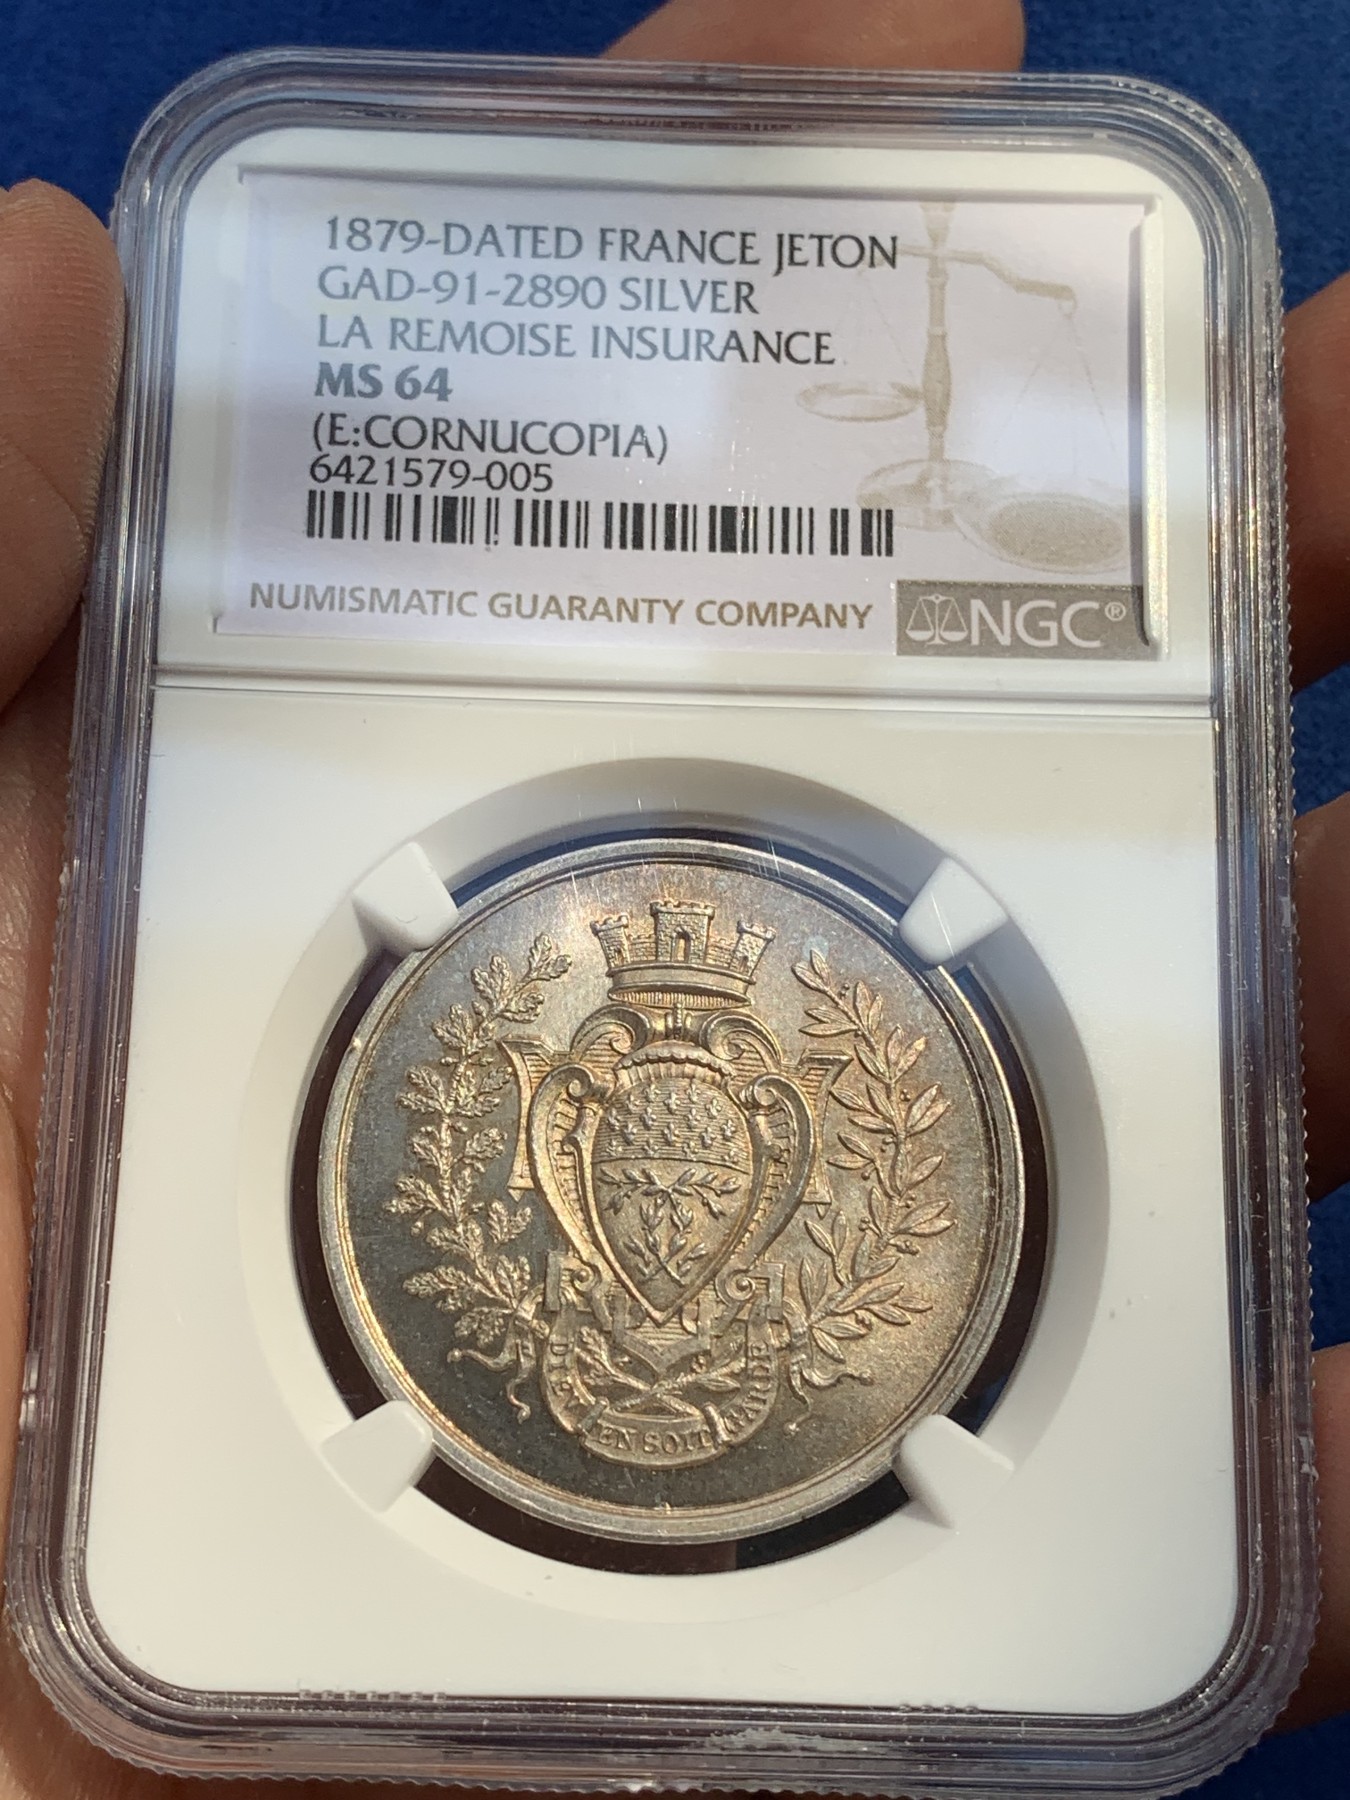 1879-DATED FRANCE JETON
GAD-91-2890 SILVER
LA REMOISE INSURANCE
MS 64
(E:CORNUCOPIA)
6421579-005
NUMISMATIC GUARANTY COMPANY
NGC®
DIEV EN SOIT GARDE